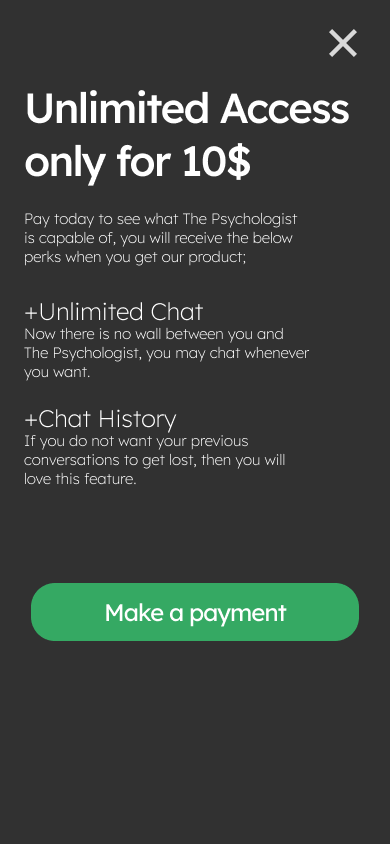 Unlimited Access
only for 10$
Pay today to see what The Psychologist
is capable of, you will receive the below
perks when you get our product;
+Unlimited Chat
Now there is no wall between you and
The Psychologist, you may chat whenever
you want.
+Chat History
If you do not want your previous
conversations to get lost, then you will
love this feature.
Make a payment